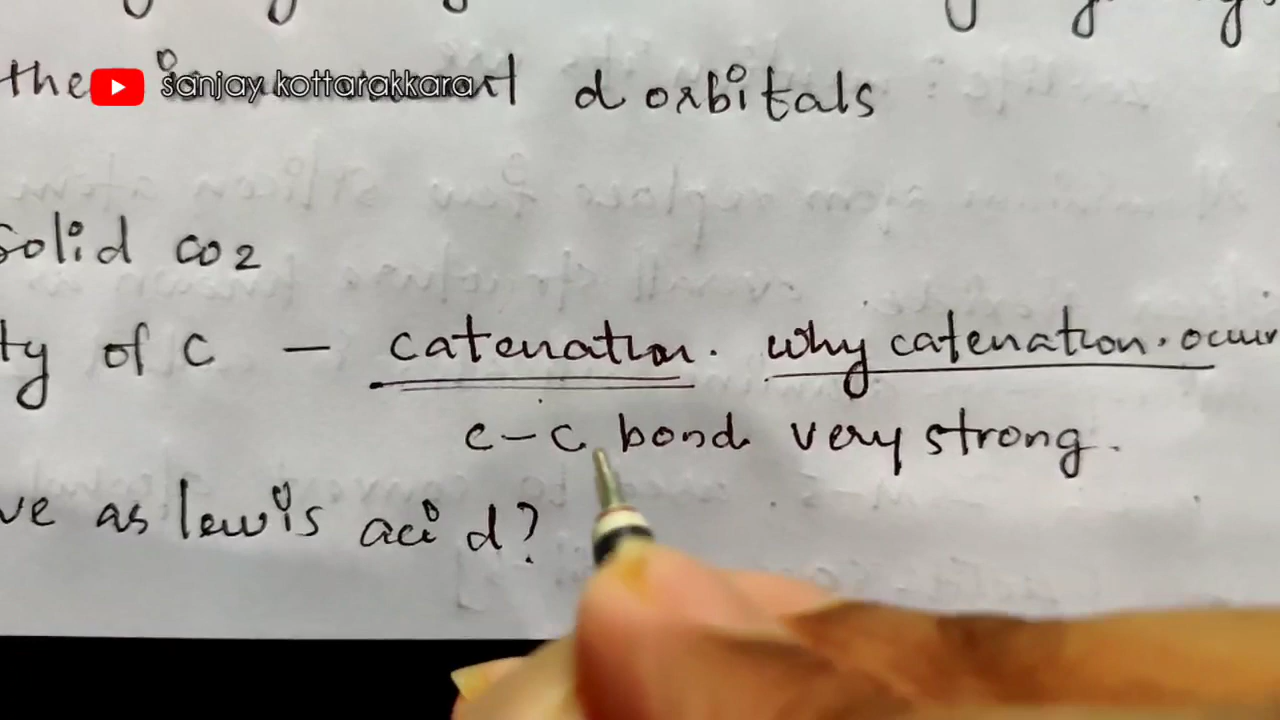 the d orbitals
sanjay kottarakkara
solid CO2
ty of C - catenation. why catenation. occur
C-C bond very strong.
ve as lewis acid?